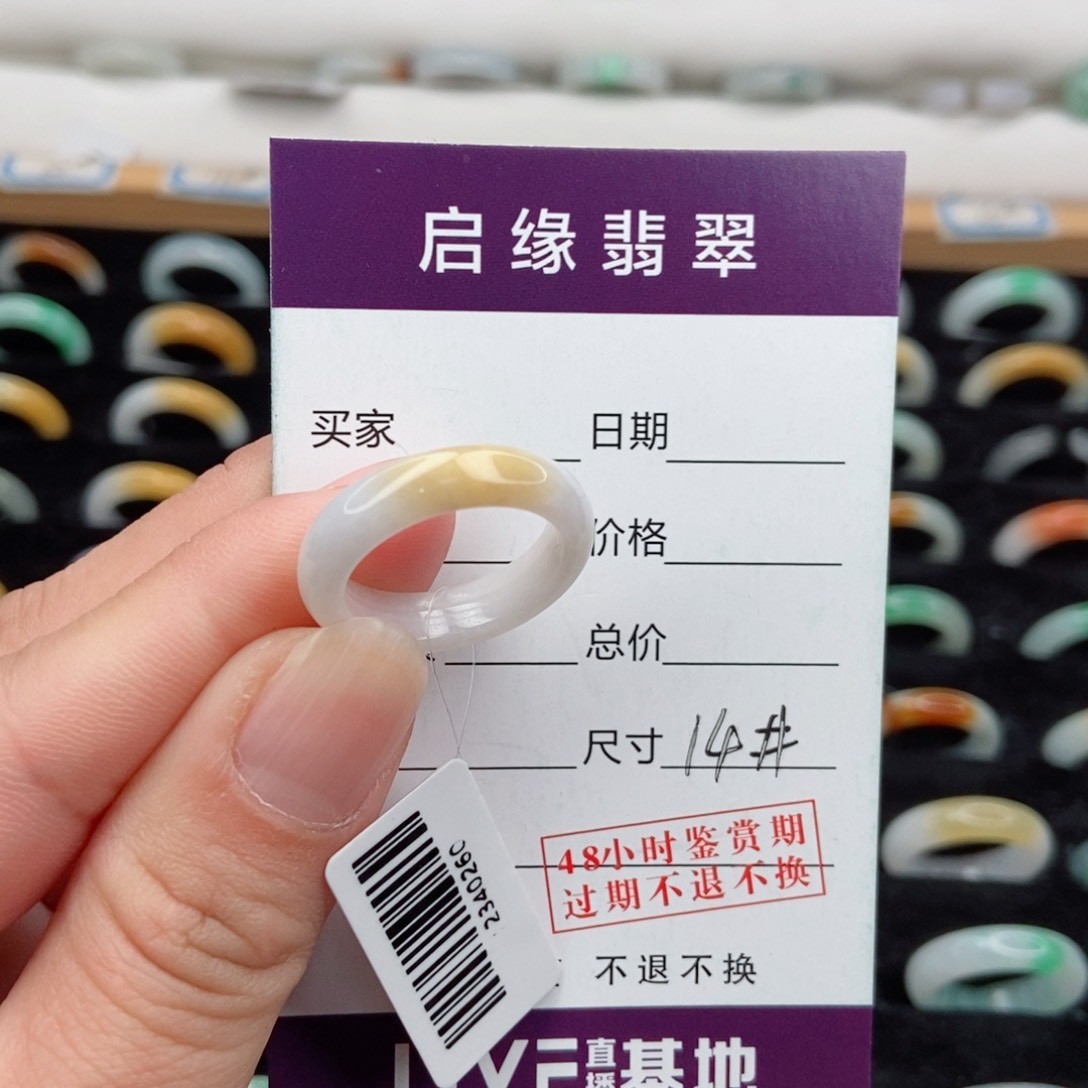 启缘翡翠
买家 日期
价格
总价
尺寸 14#
48小时鉴赏期
过期不退不换
不退不换
2340260
直播基地